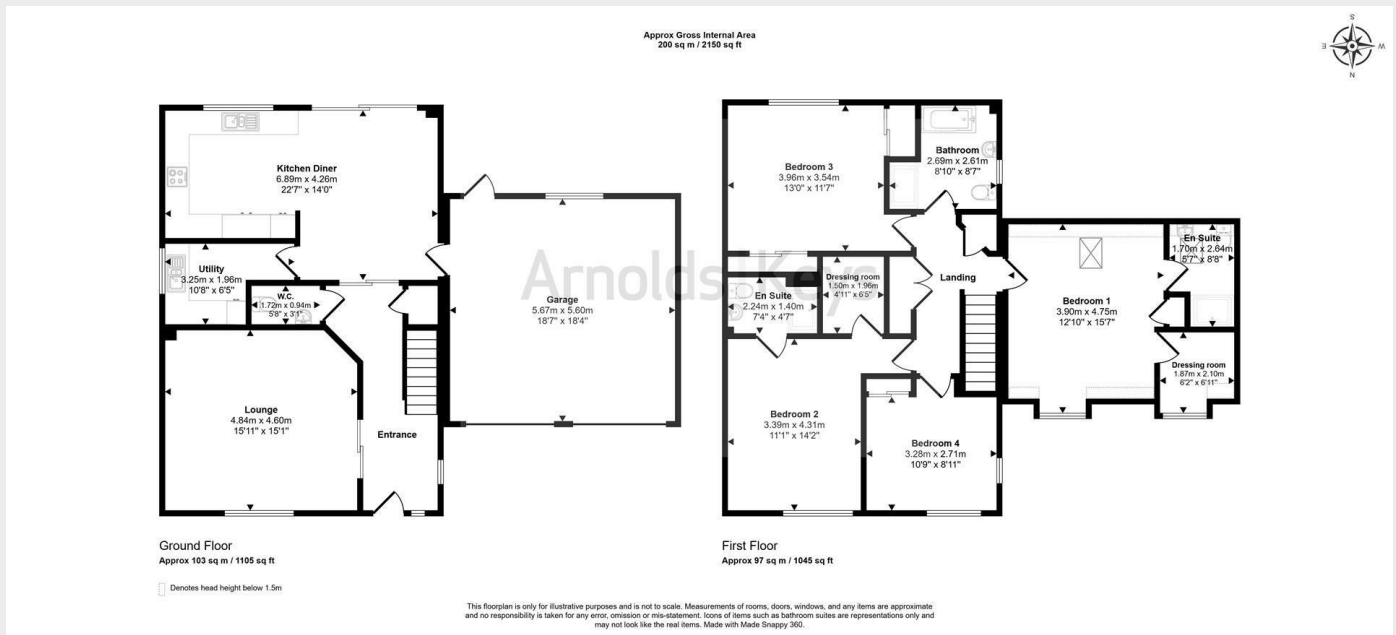 Approx Gross Internal Area
200 sq m / 2150 sq ft
S
E
W
N
Kitchen Diner
6.89m x 4.26m
22'7" x 14'0"
Utility
3.25m x 1.96m
10'8" x 6'5"
W.C.
1.72m x 0.94m
5'8" x 3'1"
Lounge
4.84m x 4.60m
15'11" x 15'1"
Entrance
Garage
5.67m x 5.60m
18'7" x 18'4"
Arnolds|Keys
Bedroom 3
3.96m x 3.54m
13'0" x 11'7"
Bathroom
2.69m x 2.61m
8'10" x 8'7"
En Suite
2.24m x 1.40m
7'4" x 4'7"
Dressing room
1.50m x 1.96m
4'11" x 6'5"
Landing
Bedroom 1
3.90m x 4.75m
12'10" x 15'7"
En Suite
1.70m x 2.64m
5'7" x 8'8"
Dressing room
1.87m x 2.10m
6'2" x 6'11"
Bedroom 2
3.39m x 4.31m
11'1" x 14'2"
Bedroom 4
3.28m x 2.71m
10'9" x 8'11"
Ground Floor
Approx 103 sq m / 1105 sq ft
First Floor
Approx 97 sq m / 1045 sq ft
Denotes head height below 1.5m
This floorplan is only for illustrative purposes and is not to scale. Measurements of rooms, doors, windows, and any items are approximate
and no responsibility is taken for any error, omission or mis-statement. Icons of items such as bathroom suites are representations only and
may not look like the real items. Made with Made Snappy 360.